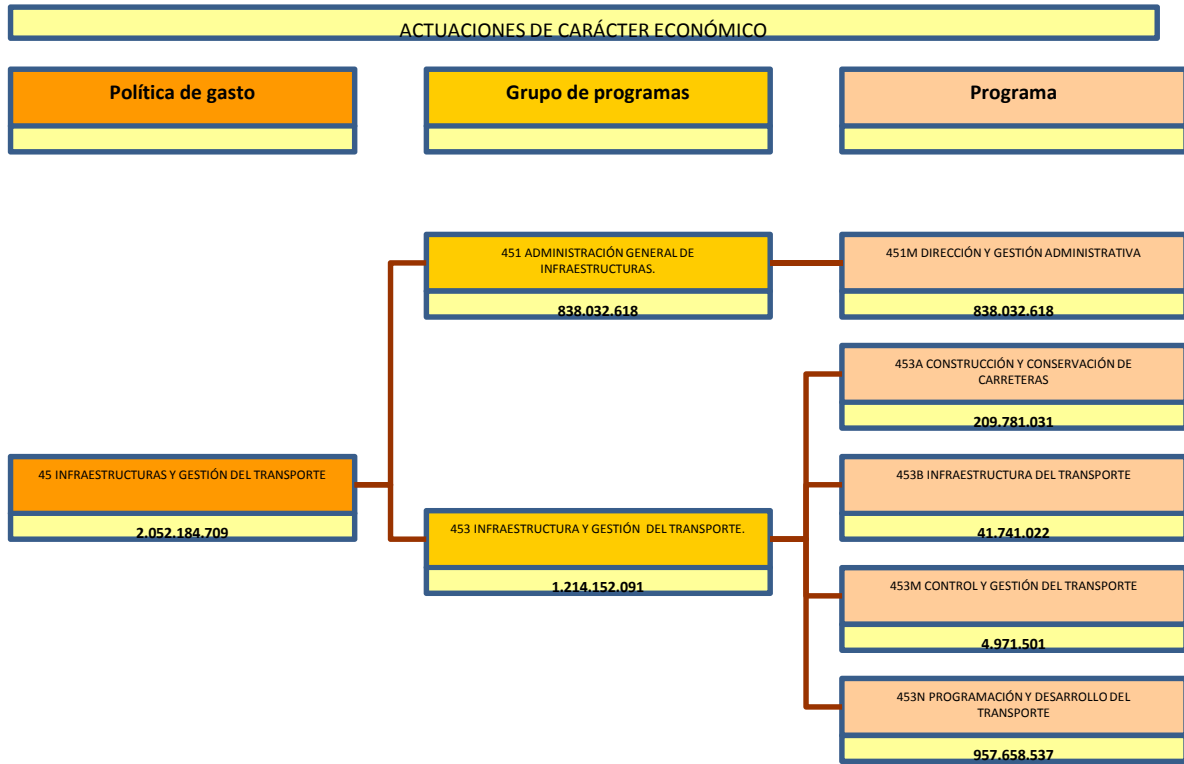 ACTUACIONES DE CARÁCTER ECONÓMICO
Política de gasto
Grupo de programas
Programa
451 ADMINISTRACIÓN GENERAL DE
INFRAESTRUCTURAS.
838.032.618
451M DIRECCIÓN Y GESTIÓN ADMINISTRATIVA
838.032.618
453A CONSTRUCCIÓN Y CONSERVACIÓN DE
CARRETERAS
209.781.031
45 INFRAESTRUCTURAS Y GESTIÓN DEL TRANSPORTE
2.052.184.709
453 INFRAESTRUCTURA Y GESTIÓN DEL TRANSPORTE.
1.214.152.091
453B INFRAESTRUCTURA DEL TRANSPORTE
41.741.022
453M CONTROL Y GESTIÓN DEL TRANSPORTE
4.971.501
453N PROGRAMACIÓN Y DESARROLLO DEL
TRANSPORTE
957.658.537